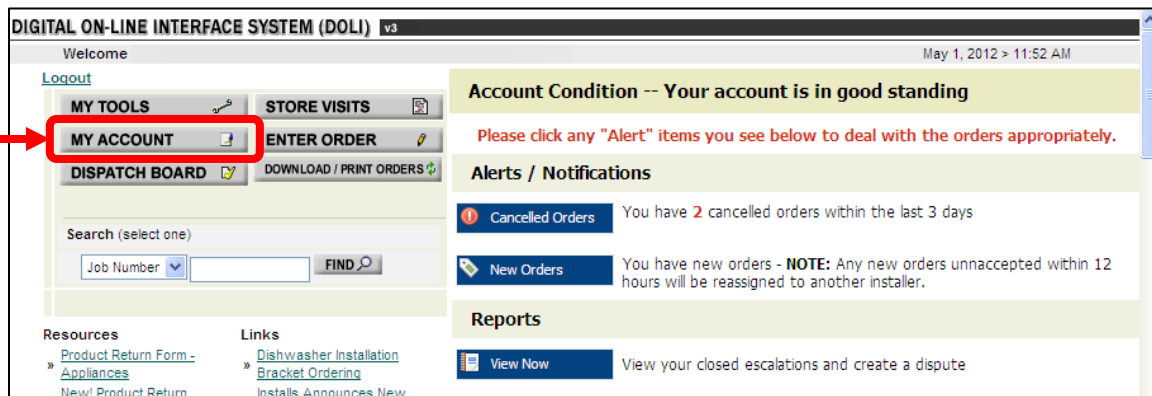 DIGITAL ON-LINE INTERFACE SYSTEM (DOLI) v3
Welcome
May 1, 2012 > 11:52 AM
Logout
MY TOOLS
STORE VISITS
MY ACCOUNT
ENTER ORDER
DISPATCH BOARD
DOWNLOAD / PRINT ORDERS
Search (select one)
Job Number
FIND
Resources
Product Return Form -
Appliances
New! Product Return
Links
Dishwasher Installation
Bracket Ordering
Installs Announces New
Account Condition -- Your account is in good standing
Please click any "Alert" items you see below to deal with the orders appropriately.
Alerts / Notifications
Cancelled Orders
You have 2 cancelled orders within the last 3 days
New Orders
You have new orders - NOTE: Any new orders unnaccepted within 12
hours will be reassigned to another installer.
Reports
View Now
View your closed escalations and create a dispute